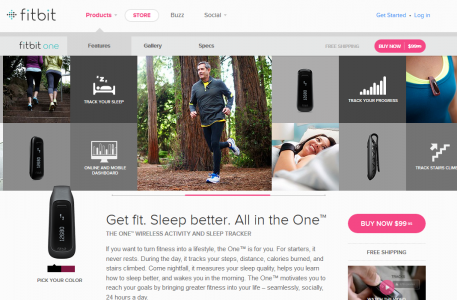 fitbit
Products
STORE
Buzz
Social
Get Started
Log in
fitbit one
Features
Gallery
Specs
FREE SHIPPING
BUY NOW | $99.95
TRACK YOUR SLEEP
TRACK YOUR PROGRESS
ONLINE AND MOBILE
DASHBOARD
TRACK STAIRS CLIM
PICK YOUR COLOR
Get fit. Sleep better. All in the One™
THE ONE™ WIRELESS ACTIVITY AND SLEEP TRACKER
If you want to turn fitness into a lifestyle, the One™ is for you. For starters, it
never rests. During the day, it tracks your steps, distance, calories burned, and
stairs climbed. Come nightfall, it measures your sleep quality, helps you learn
how to sleep better, and wakes you in the morning. The One™ motivates you to
reach your goals by bringing greater fitness into your life – seamlessly, socially,
24 hours a day.
BUY NOW $99.95
FREE SHIPPING